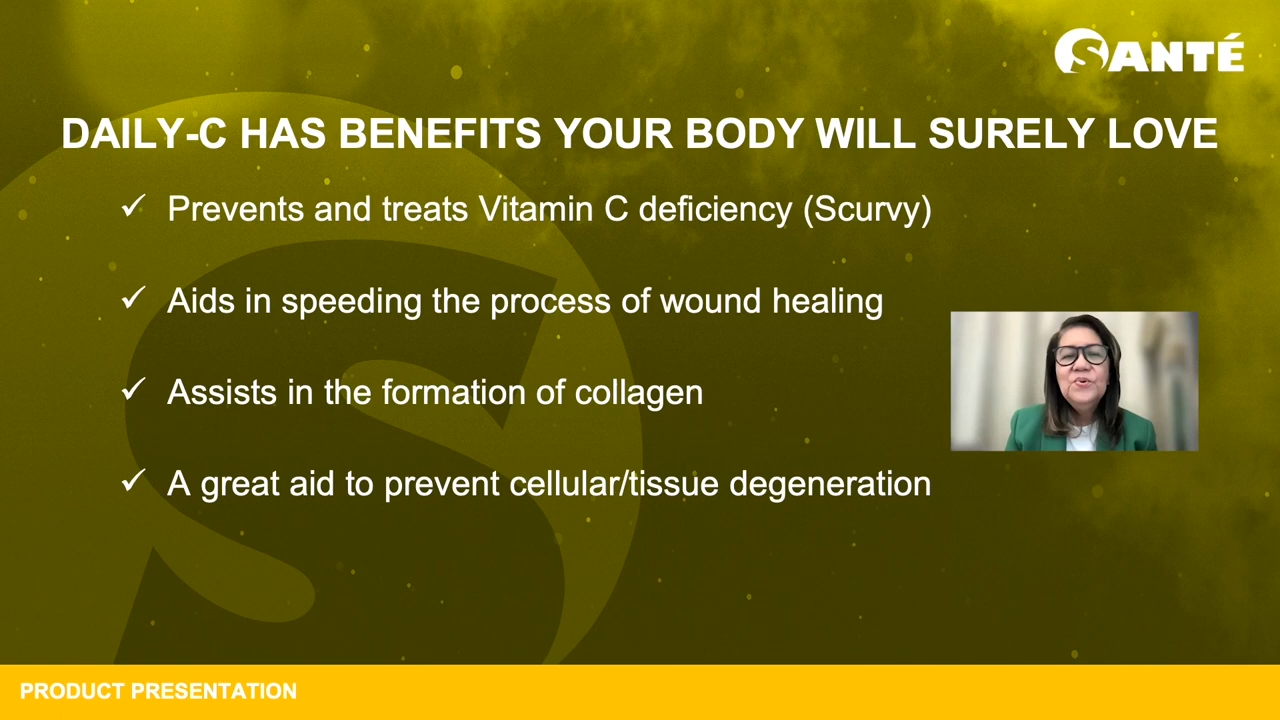 SANTÉ
DAILY-C HAS BENEFITS YOUR BODY WILL SURELY LOVE
✓ Prevents and treats Vitamin C deficiency (Scurvy)
✓ Aids in speeding the process of wound healing
✓ Assists in the formation of collagen
✓ A great aid to prevent cellular/tissue degeneration
PRODUCT PRESENTATION